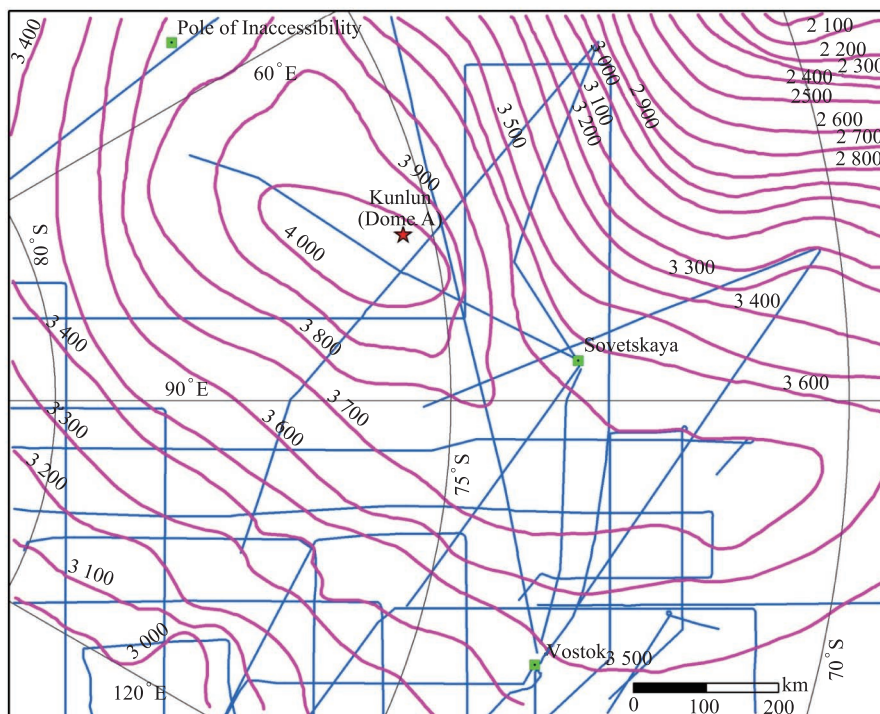 Pole of Inaccessibility
3 400
2 100
2 200
2 300
2 400
2500
2 600
2 700
2 800
60°E
3 000
3 100
2 900
3 500
3 200
3 900
Kunlun
(Dome A)
4 000
80°S
3 300
3 400
3 400
3 800
Sovetskaya
3 600
90°E
3 700
3 300
3 600
3 200
75°S
3 100
3 000
Vostok
3 500
70°S
120°E
km
0
100
200